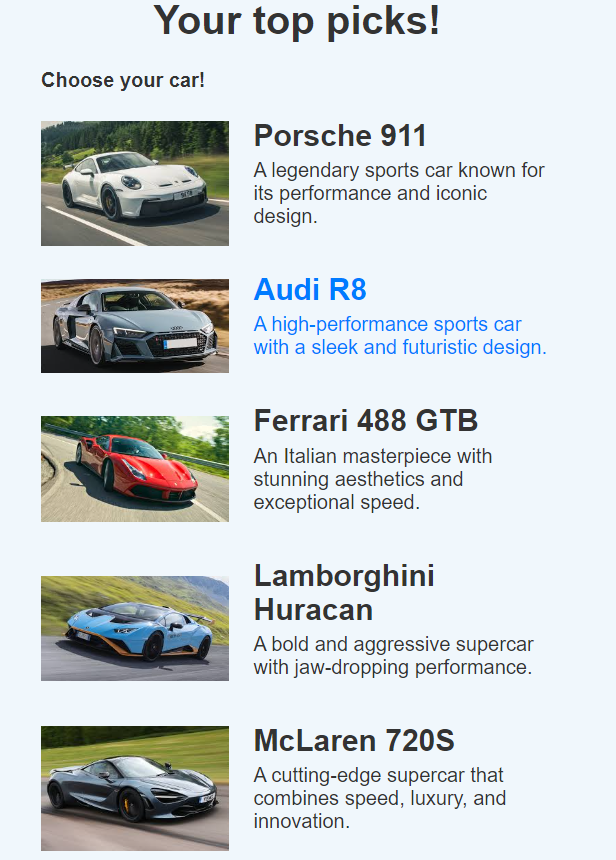 Your top picks!
Choose your car!
Porsche 911
A legendary sports car known for
its performance and iconic
design.
Audi R8
A high-performance sports car
with a sleek and futuristic design.
Ferrari 488 GTB
An Italian masterpiece with
stunning aesthetics and
exceptional speed.
Lamborghini
Huracan
A bold and aggressive supercar
with jaw-dropping performance.
McLaren 720S
A cutting-edge supercar that
combines speed, luxury, and
innovation.